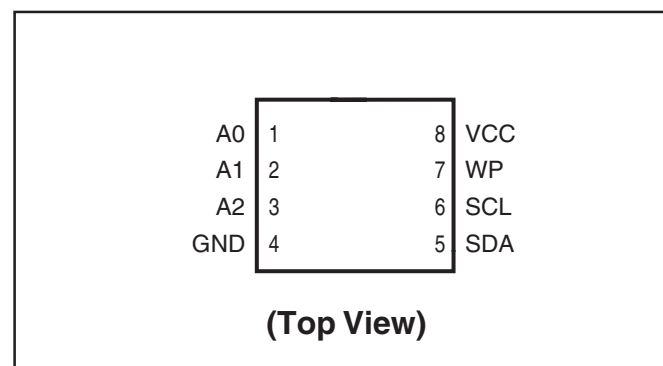 A0 1 8 VCC
A1 2 7 WP
A2 3 6 SCL
GND 4 5 SDA
(Top View)